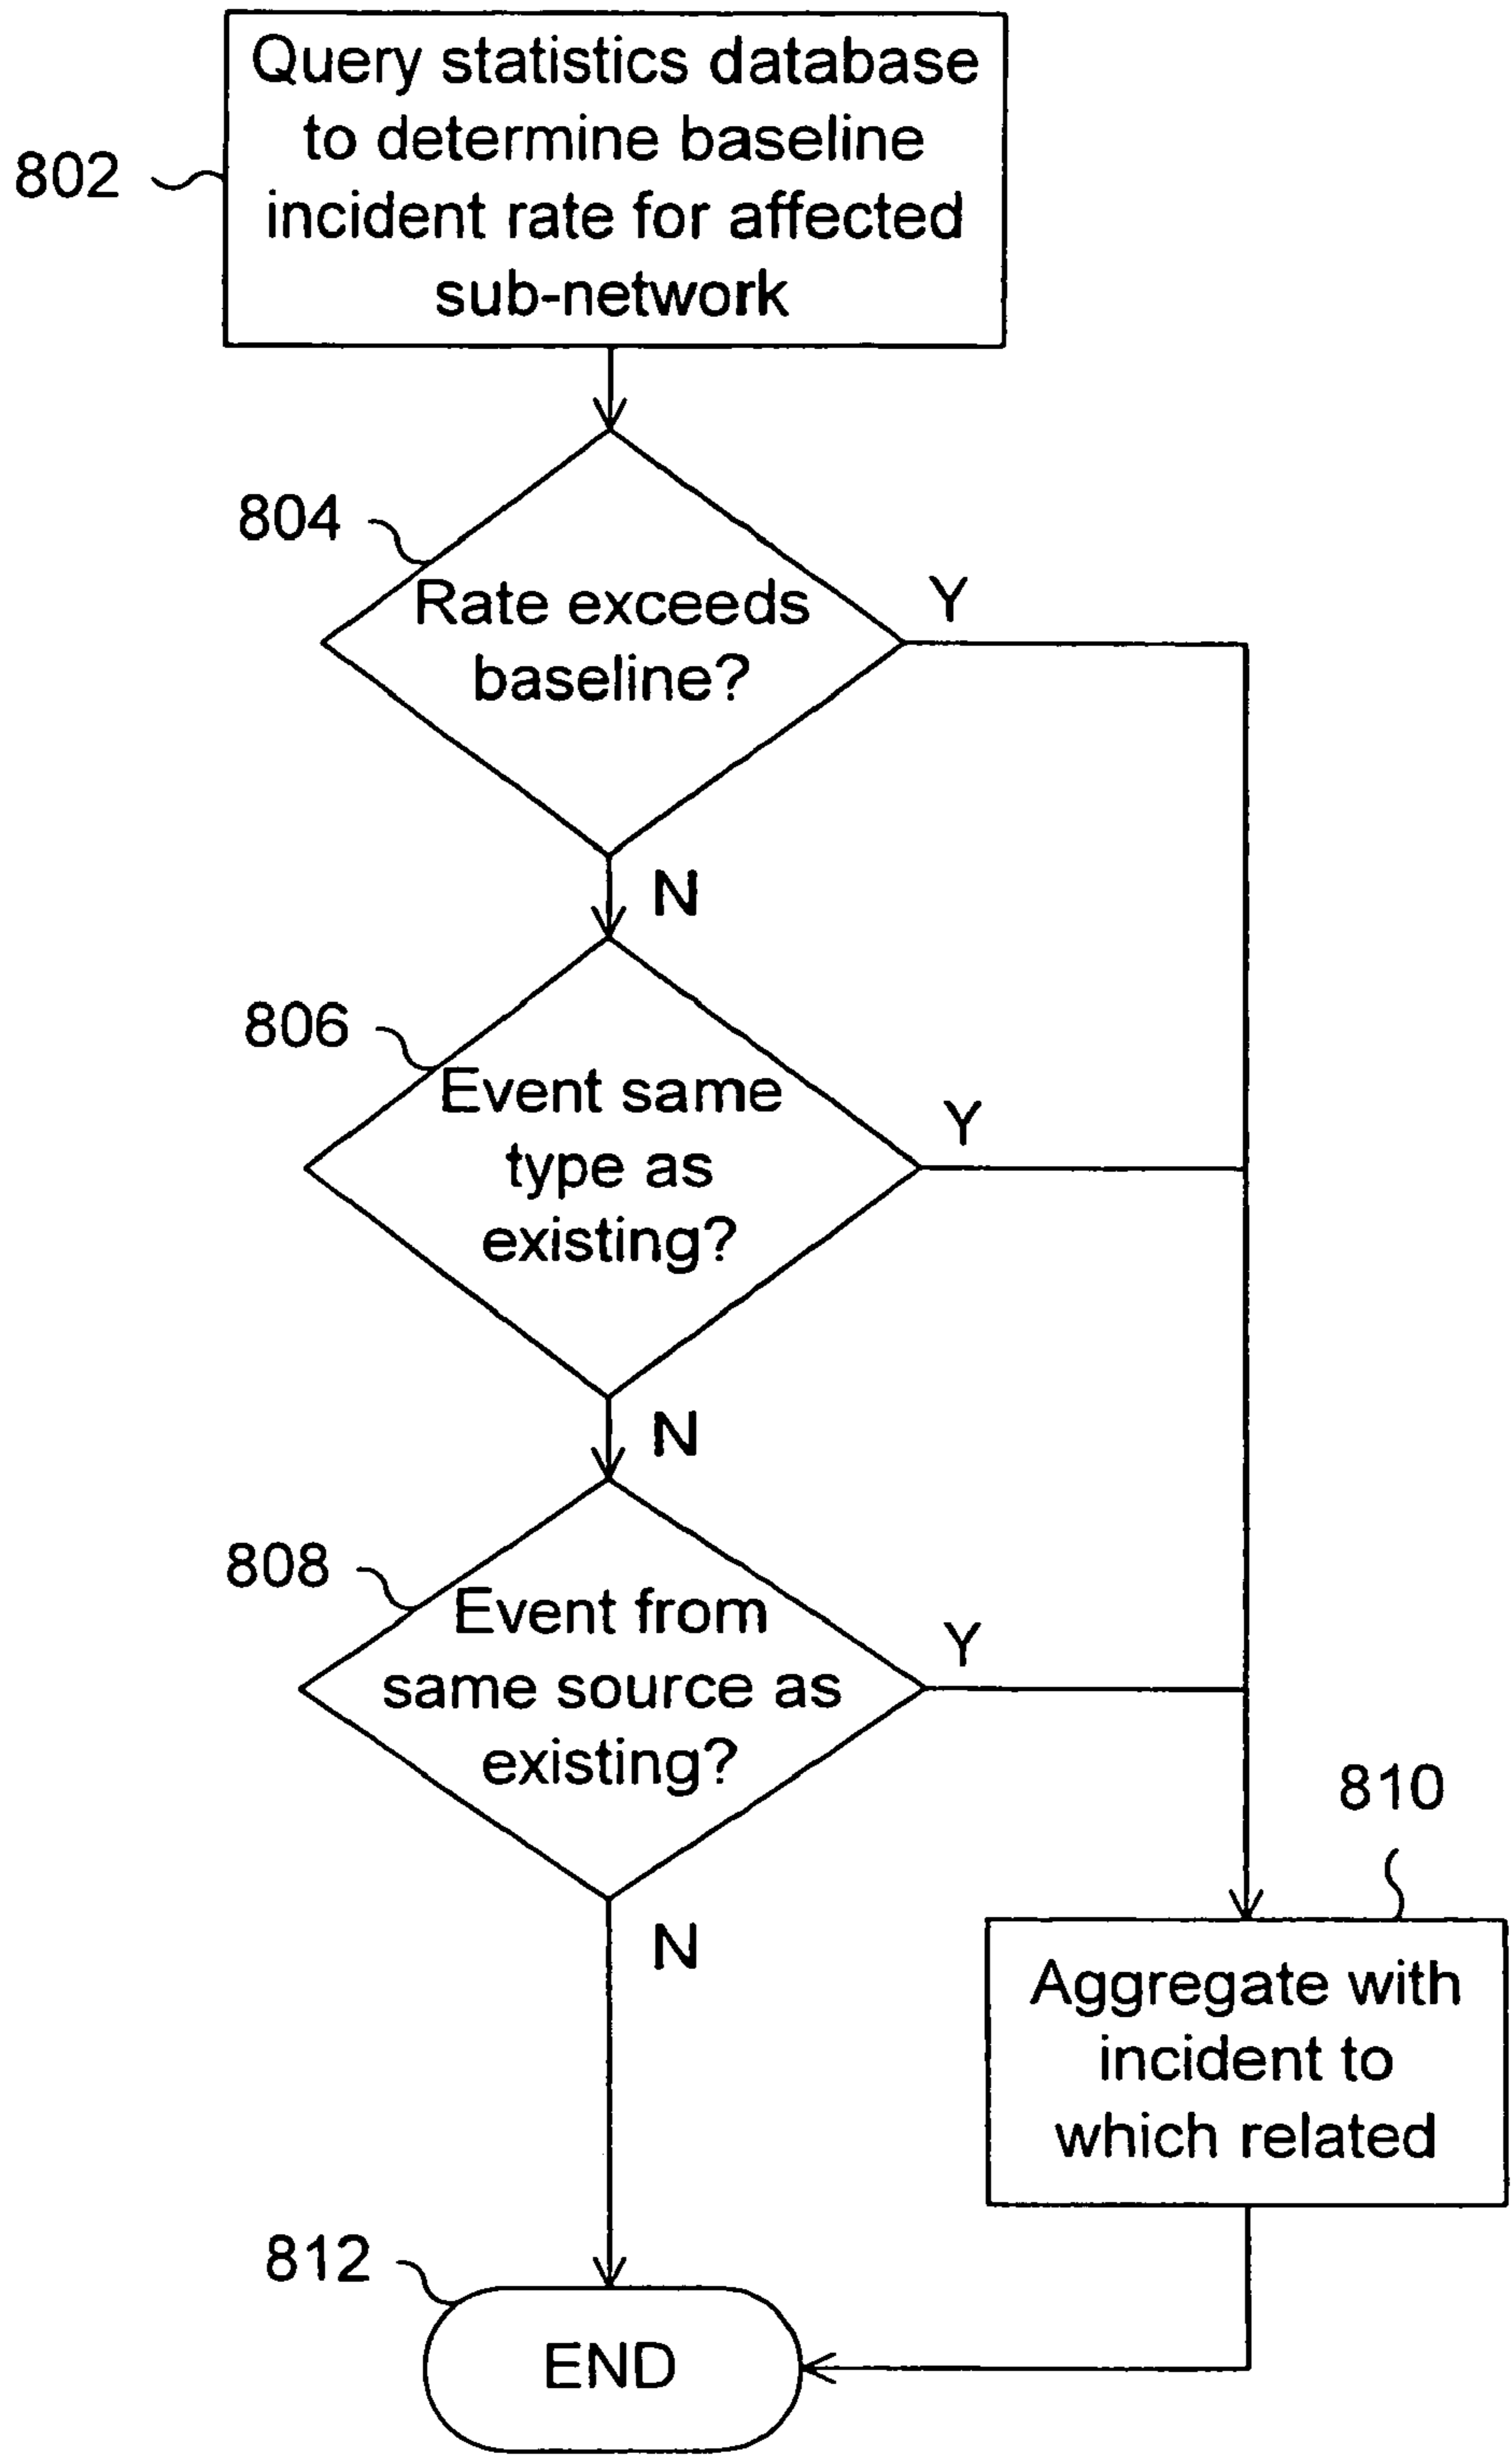 Query statistics database
to determine baseline
incident rate for affected
sub-network
802
804
Rate exceeds
baseline?
Y
N
806
Event same
type as
existing?
Y
N
808
Event from
same source as
existing?
Y
N
810
Aggregate with
incident to
which related
812
END